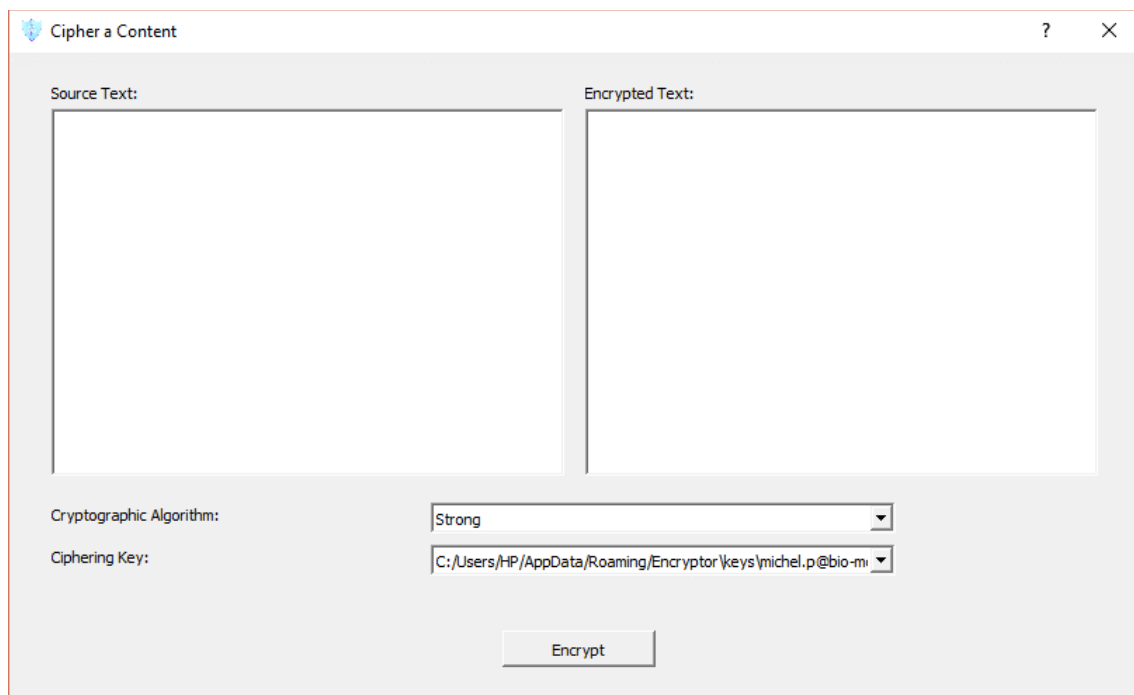 Cipher a Content
?
Source Text:
Encrypted Text:
Cryptographic Algorithm:
Strong
Ciphering Key:
C:/Users/HP/AppData/Roaming/Encryptor\keys\michel.p@bio-m
Encrypt